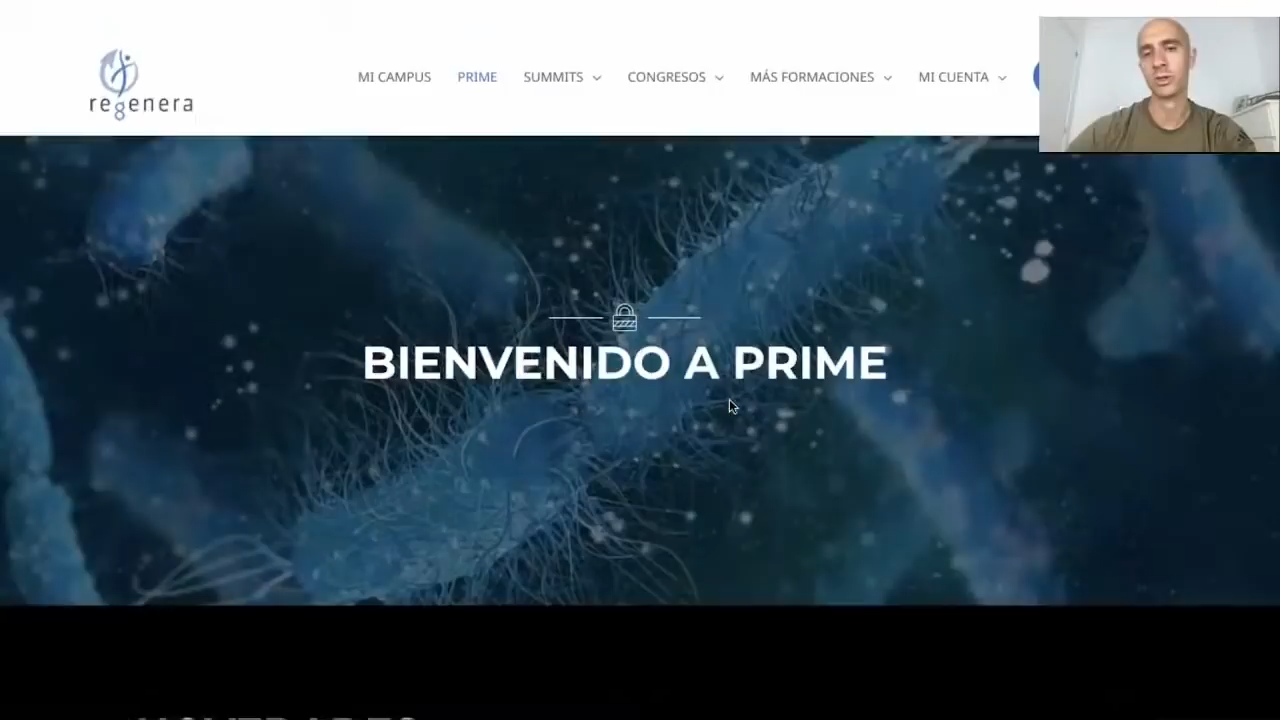 regenera
MI CAMPUS
PRIME
SUMMITS
CONGRESOS
MÁS FORMACIONES
MI CUENTA
BIENVENIDO A PRIME